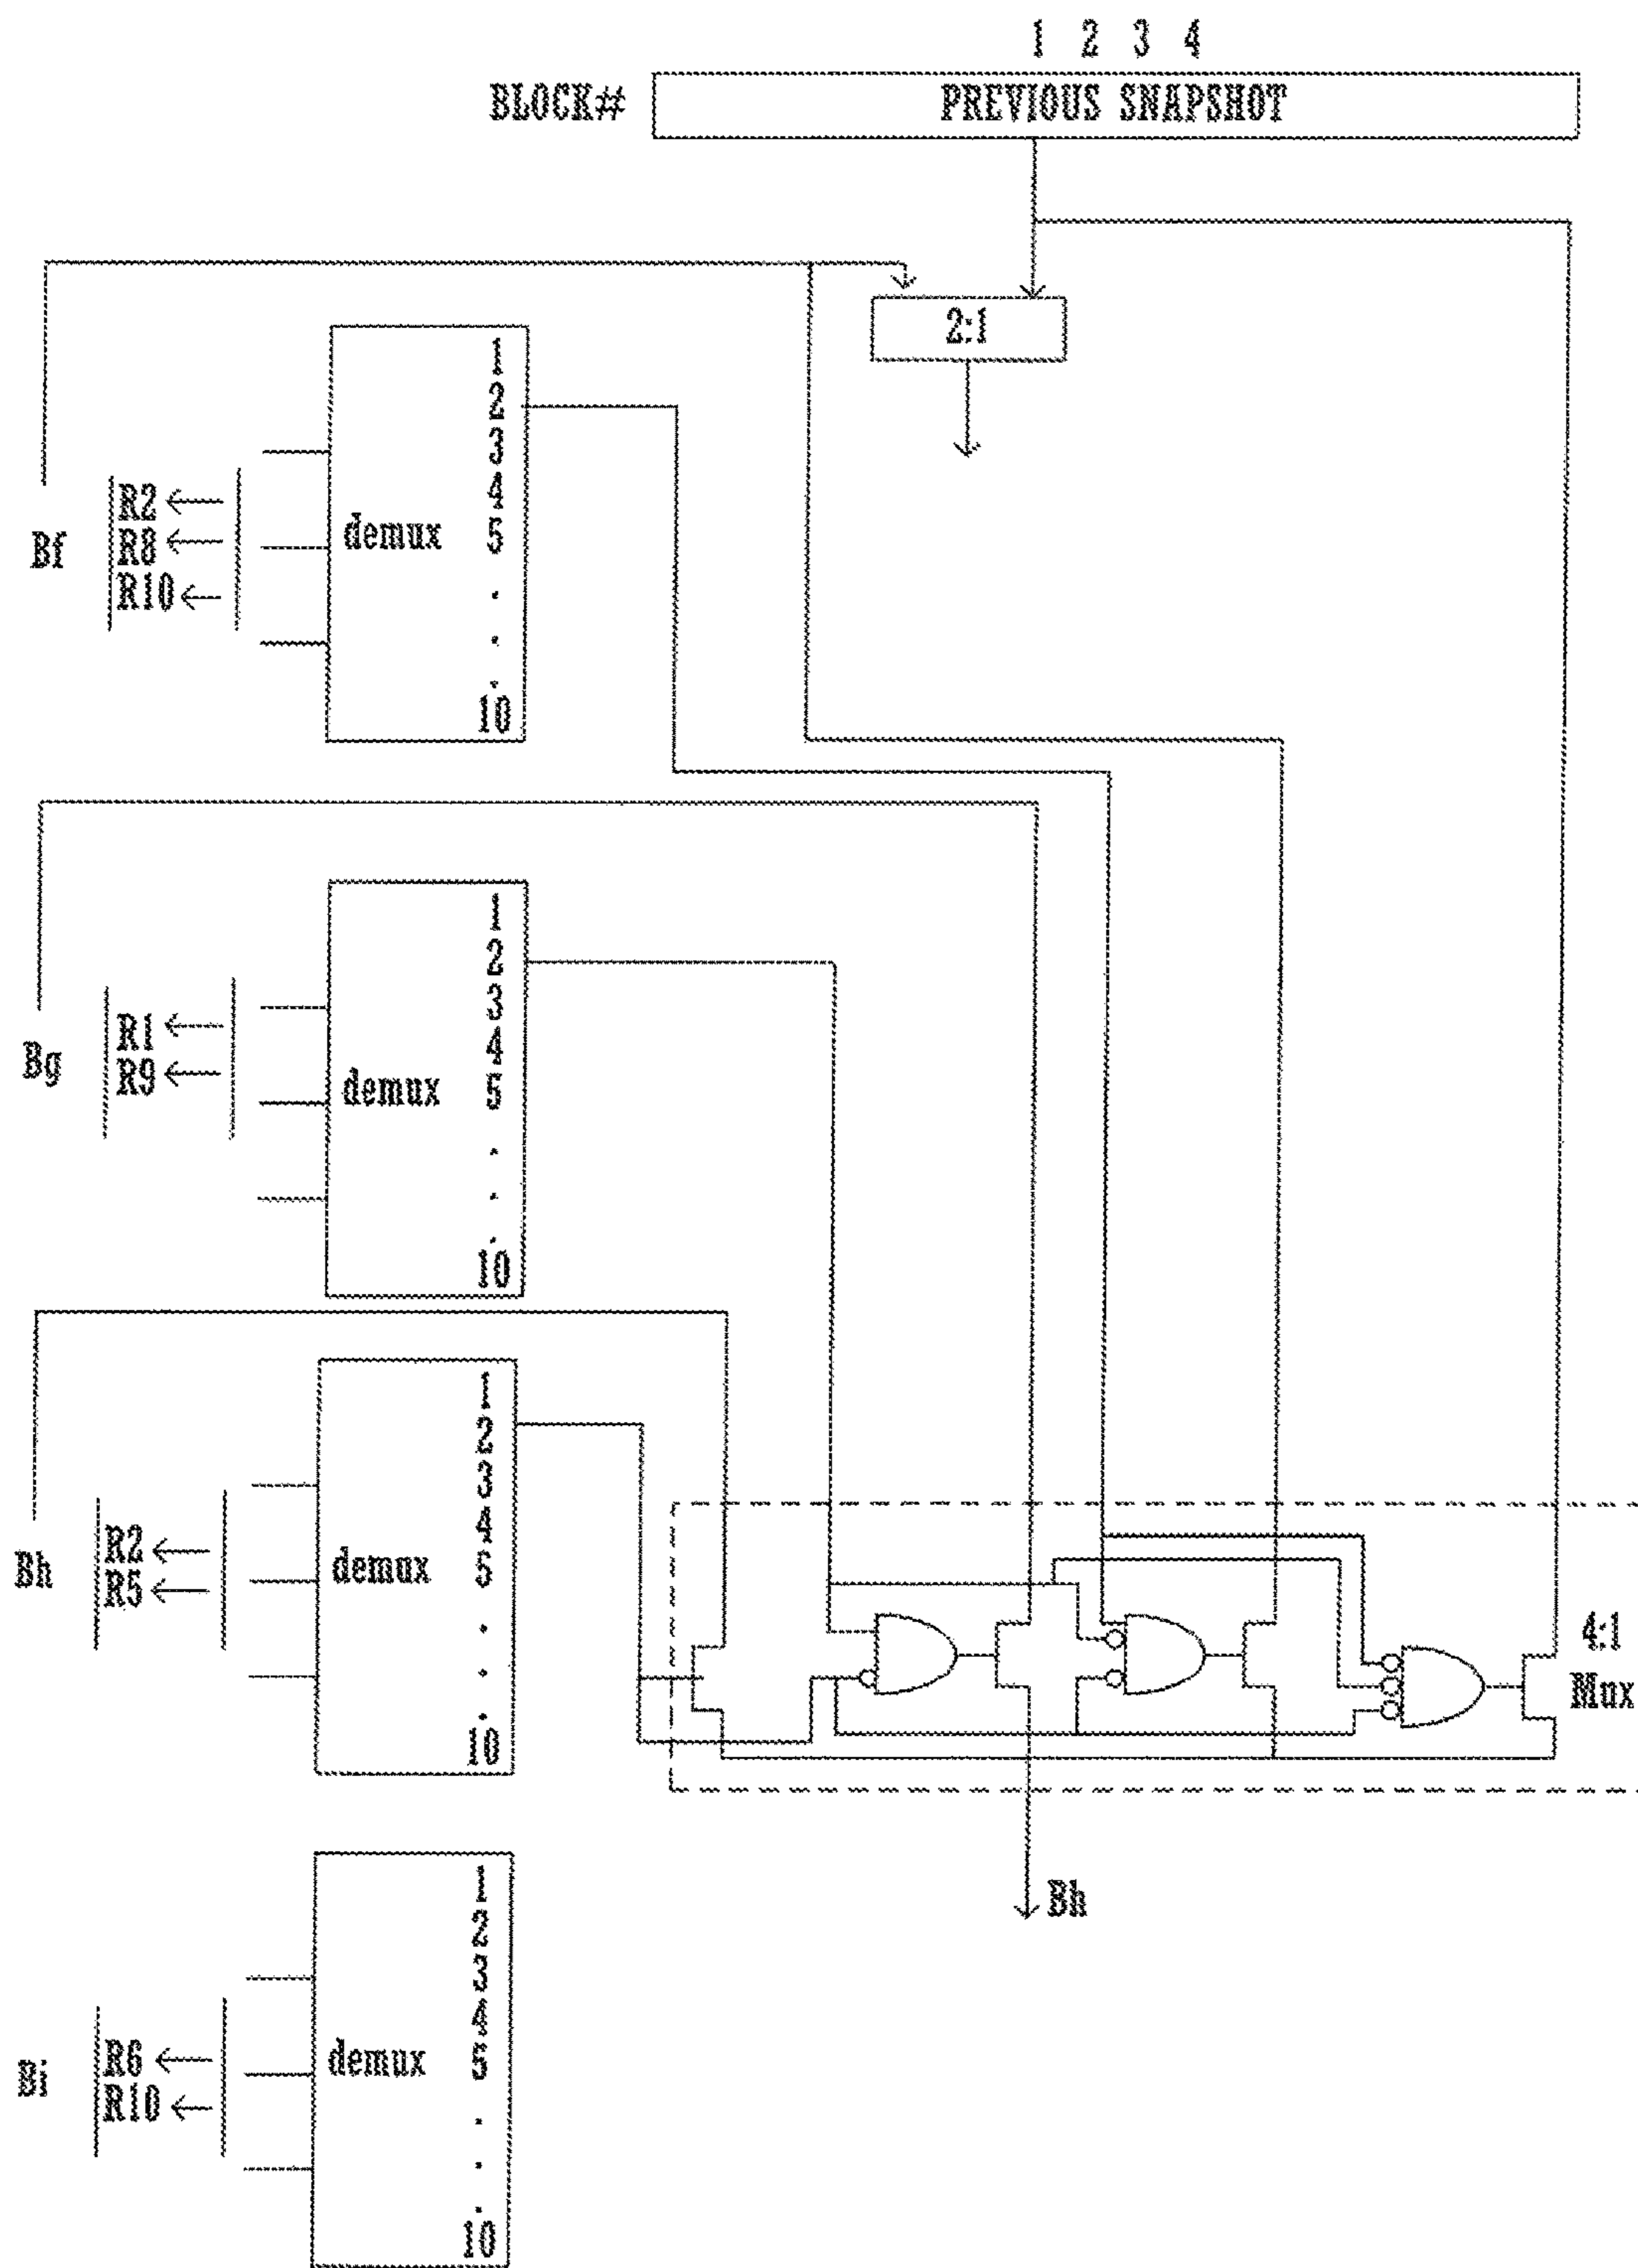 1 2 3 4
BLOCK# PREVIOUS SNAPSHOT
2:1
Bf
R2
R8
R10
demux
1
2
3
4
5
.
.
.
10
Bg
R1
R9
demux
1
2
3
4
5
.
.
.
10
Bh
R2
R5
demux
1
2
3
4
5
.
.
.
10
4:1
Mux
Bh
Bi
R6
R10
demux
1
2
3
4
5
.
.
.
10